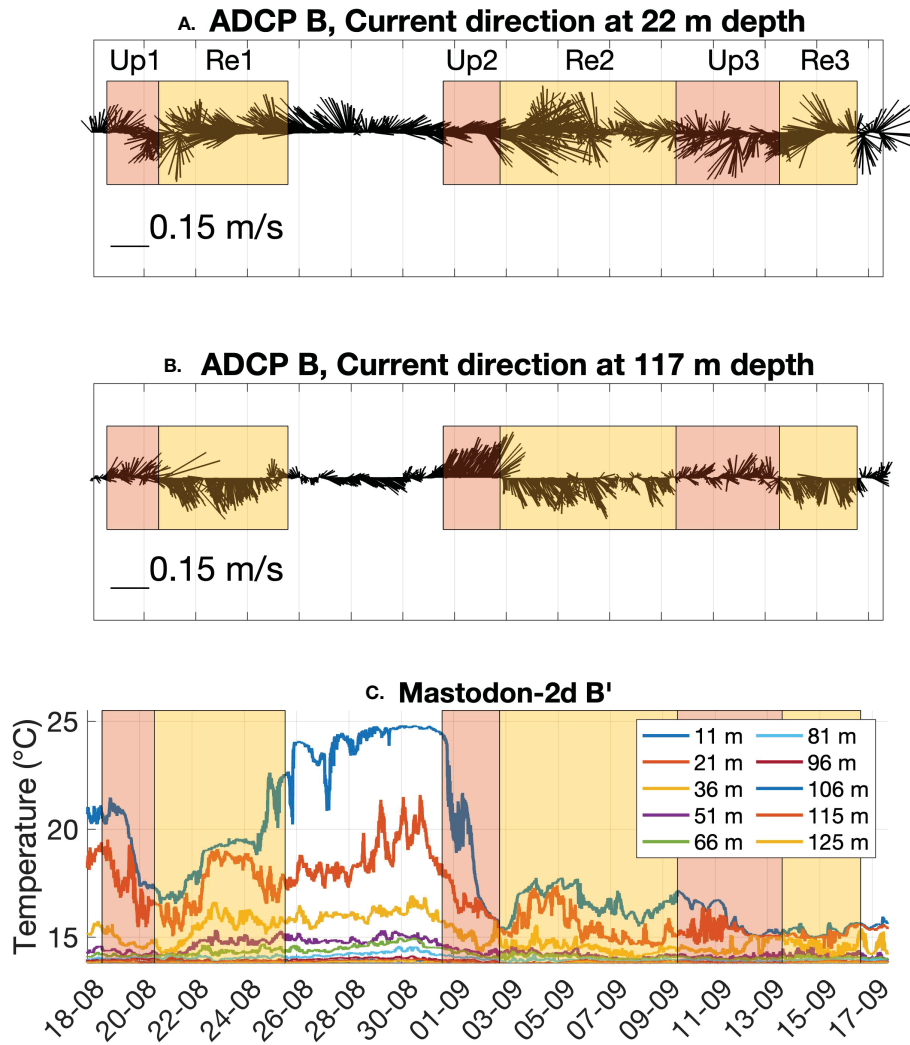 A. ADCP B, Current direction at 22 m depth
Up1 Re1 Up2 Re2 Up3 Re3
0.15 m/s
B. ADCP B, Current direction at 117 m depth
0.15 m/s
C. Mastodon-2d B'
Temperature (°C)
25
20
15
11 m 81 m
21 m 96 m
36 m 106 m
51 m 115 m
66 m 125 m
18-08 20-08 22-08 24-08 26-08 28-08 30-08 01-09 03-09 05-09 07-09 09-09 11-09 13-09 15-09 17-09